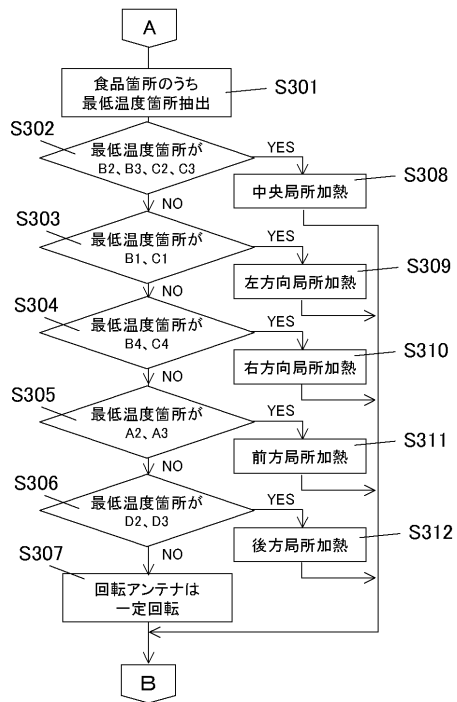 A
食品箇所のうち
最低温度箇所抽出
S301
S302
最低温度箇所が
B2、B3、C2、C3
YES
中央局所加熱
S308
NO
S303
最低温度箇所が
B1、C1
YES
左方向局所加熱
S309
NO
S304
最低温度箇所が
B4、C4
YES
右方向局所加熱
S310
NO
S305
最低温度箇所が
A2、A3
YES
前方局所加熱
S311
NO
S306
最低温度箇所が
D2、D3
YES
後方局所加熱
S312
NO
S307
回転アンテナは
一定回転
B